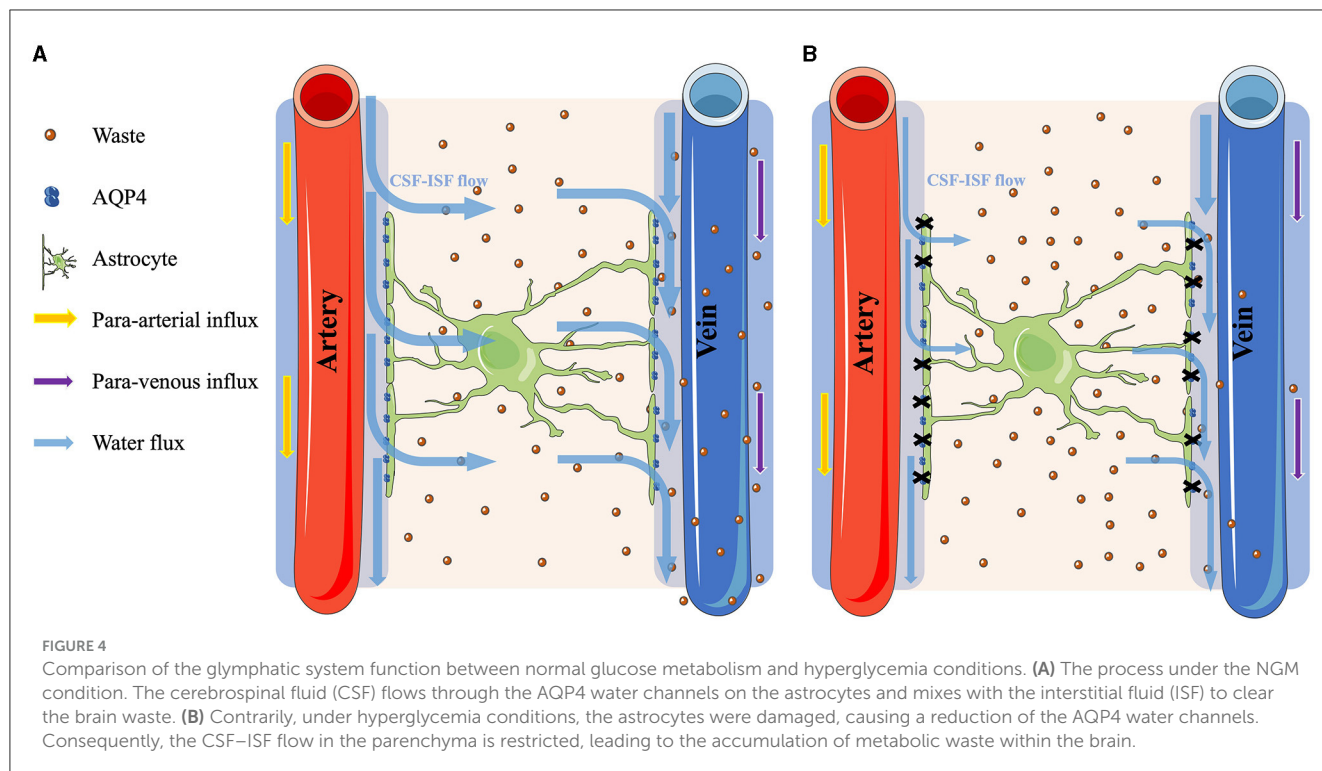 A
B
Waste
AQP4
Astrocyte
Para-arterial influx
Para-venous influx
Water flux
Artery
CSF-ISF flow
Vein
Artery
CSF-ISF flow
Vein
FIGURE 4
Comparison of the glymphatic system function between normal glucose metabolism and hyperglycemia conditions. (A) The process under the NGM
condition. The cerebrospinal fluid (CSF) flows through the AQP4 water channels on the astrocytes and mixes with the interstitial fluid (ISF) to clear
the brain waste. (B) Contrarily, under hyperglycemia conditions, the astrocytes were damaged, causing a reduction of the AQP4 water channels.
Consequently, the CSF–ISF flow in the parenchyma is restricted, leading to the accumulation of metabolic waste within the brain.